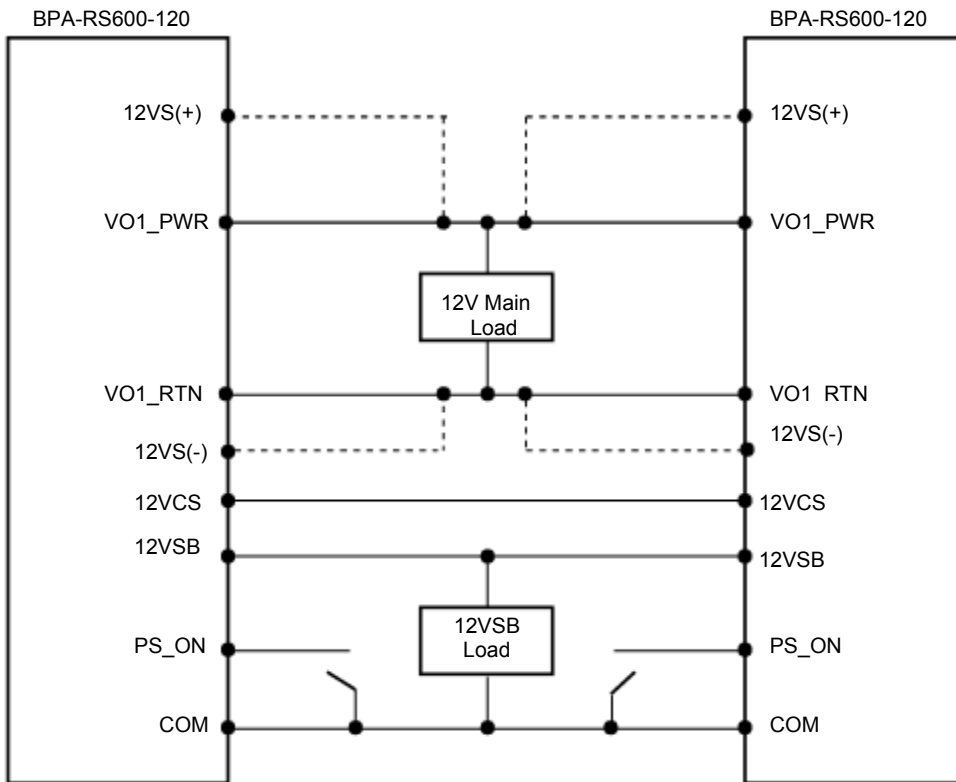 BPA-RS600-120
BPA-RS600-120
12VS(+)
12VS(+)
VO1_PWR
VO1_PWR
12V Main
Load
VO1_RTN
VO1 RTN
12VS(-)
12VS(-)
12VCS
12VCS
12VSB
12VSB
12VSB
Load
PS_ON
PS_ON
COM
COM